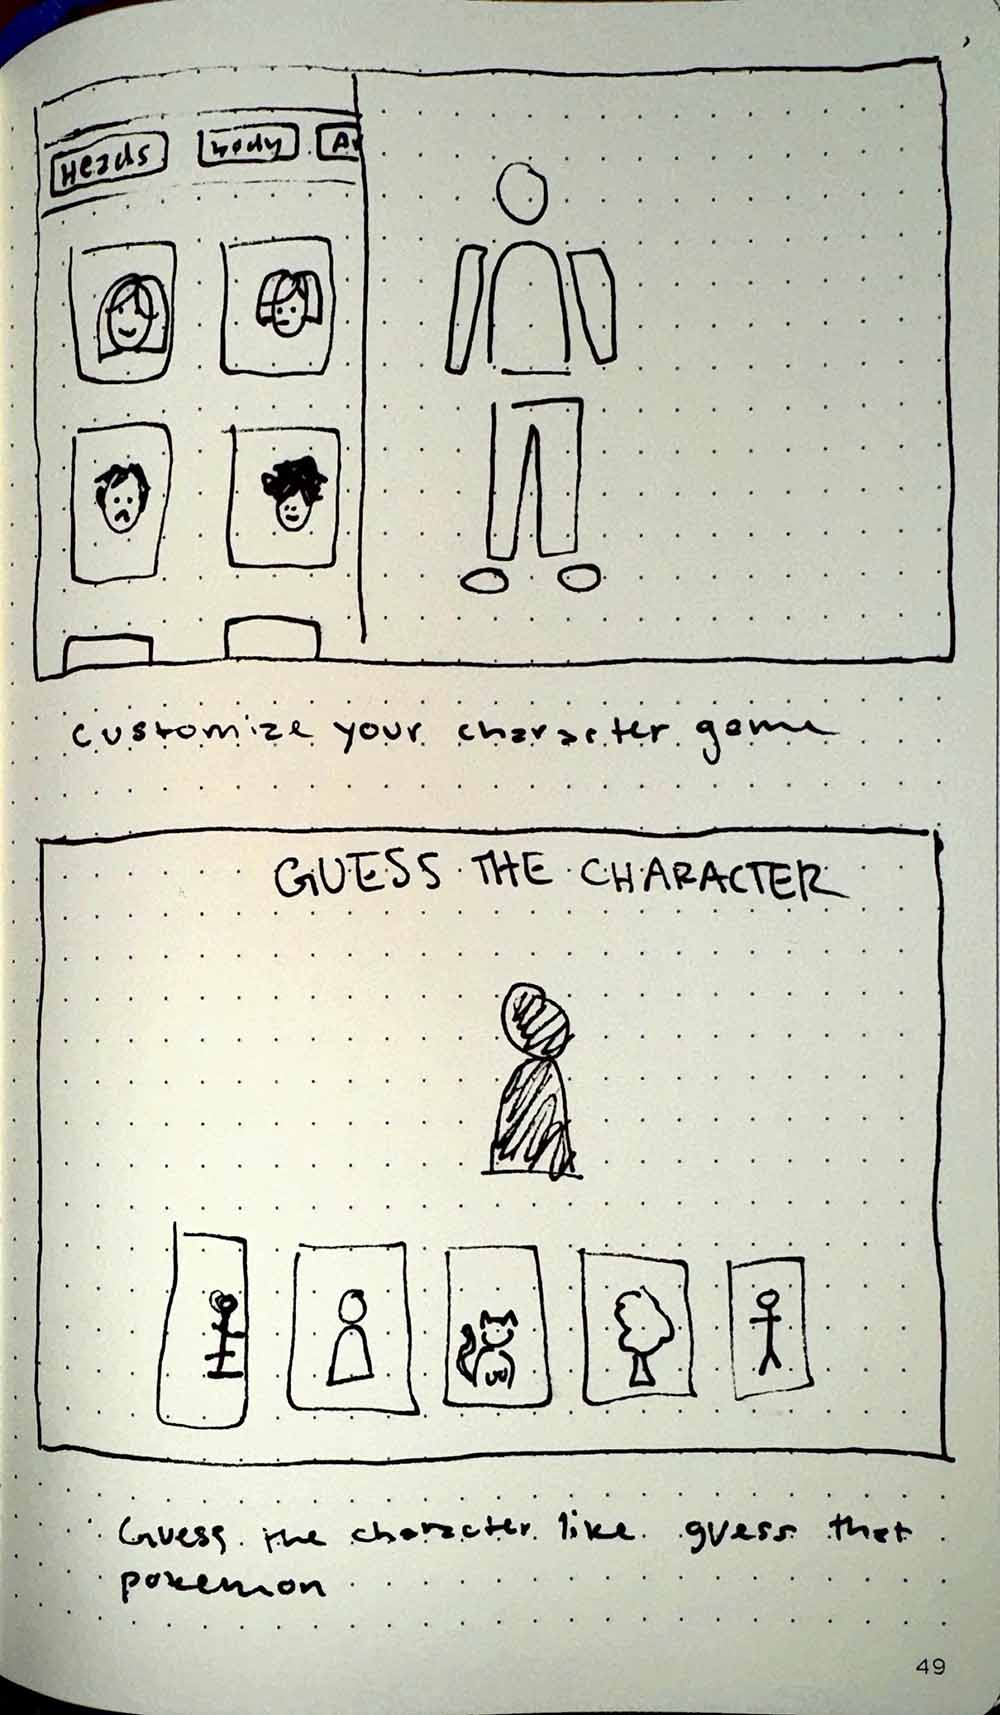 Heads body A
customize your character game
GUESS THE CHARACTER
Guess the character like guess that
pokemon
49